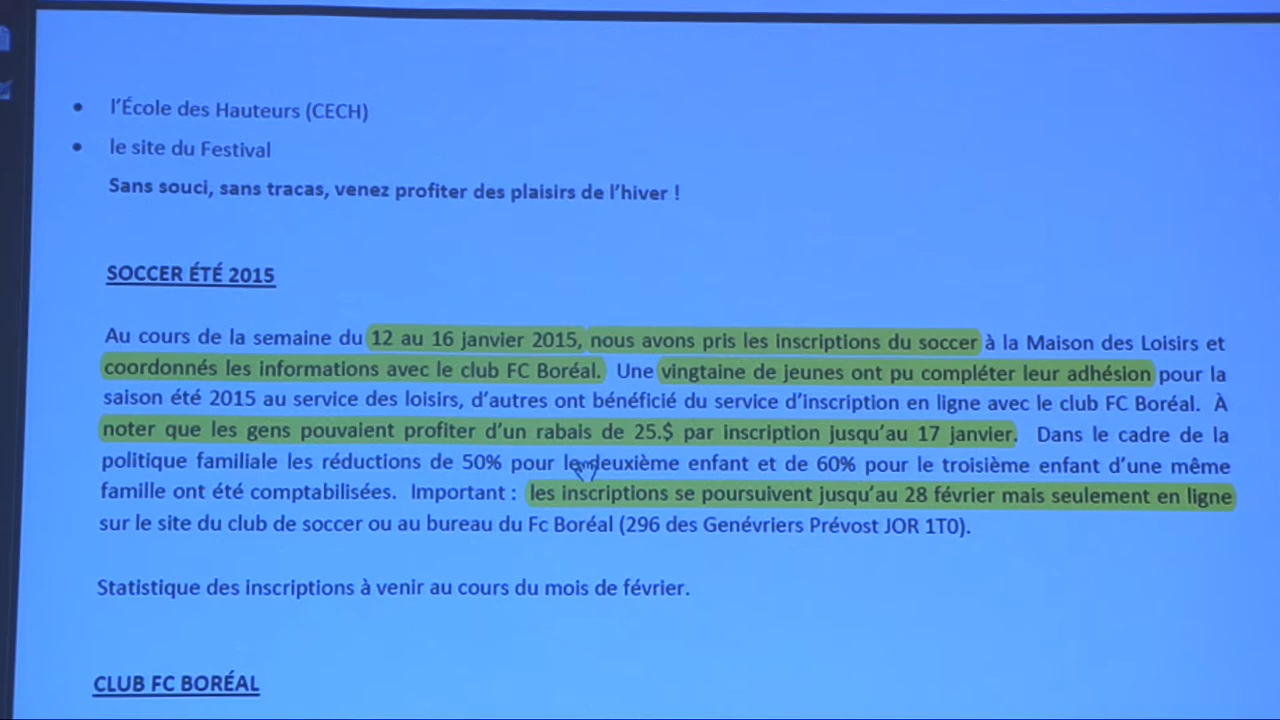 • l'École des Hauteurs (CECH)
• le site du Festival
Sans souci, sans tracas, venez profiter des plaisirs de l'hiver !
SOCCER ÉTÉ 2015
Au cours de la semaine du 12 au 16 janvier 2015, nous avons pris les inscriptions du soccer à la Maison des Loisirs et
coordonnés les informations avec le club FC Boréal. Une vingtaine de jeunes ont pu compléter leur adhésion pour la
saison été 2015 au service des loisirs, d'autres ont bénéficié du service d'inscription en ligne avec le club FC Boréal. À
noter que les gens pouvaient profiter d'un rabais de 25.$ par inscription jusqu'au 17 janvier. Dans le cadre de la
politique familiale les réductions de 50% pour le deuxième enfant et de 60% pour le troisième enfant d'une même
famille ont été comptabilisées. Important : les inscriptions se poursuivent jusqu'au 28 février mais seulement en ligne
sur le site du club de soccer ou au bureau du Fc Boréal (296 des Genévriers Prévost JOR 1T0).
Statistique des inscriptions à venir au cours du mois de février.
CLUB FC BORÉAL